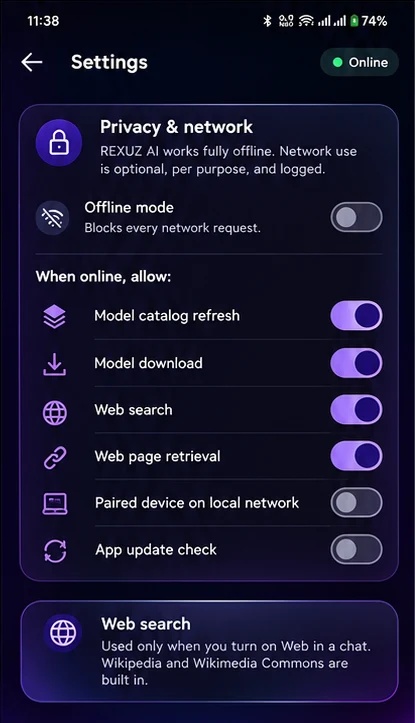 11:38
74%
Settings
Online
Privacy & network
REXUZ AI works fully offline. Network use
is optional, per purpose, and logged.
Offline mode
Blocks every network request.
When online, allow:
Model catalog refresh
Model download
Web search
Web page retrieval
Paired device on local network
App update check
Web search
Used only when you turn on Web in a chat.
Wikipedia and Wikimedia Commons are
built in.